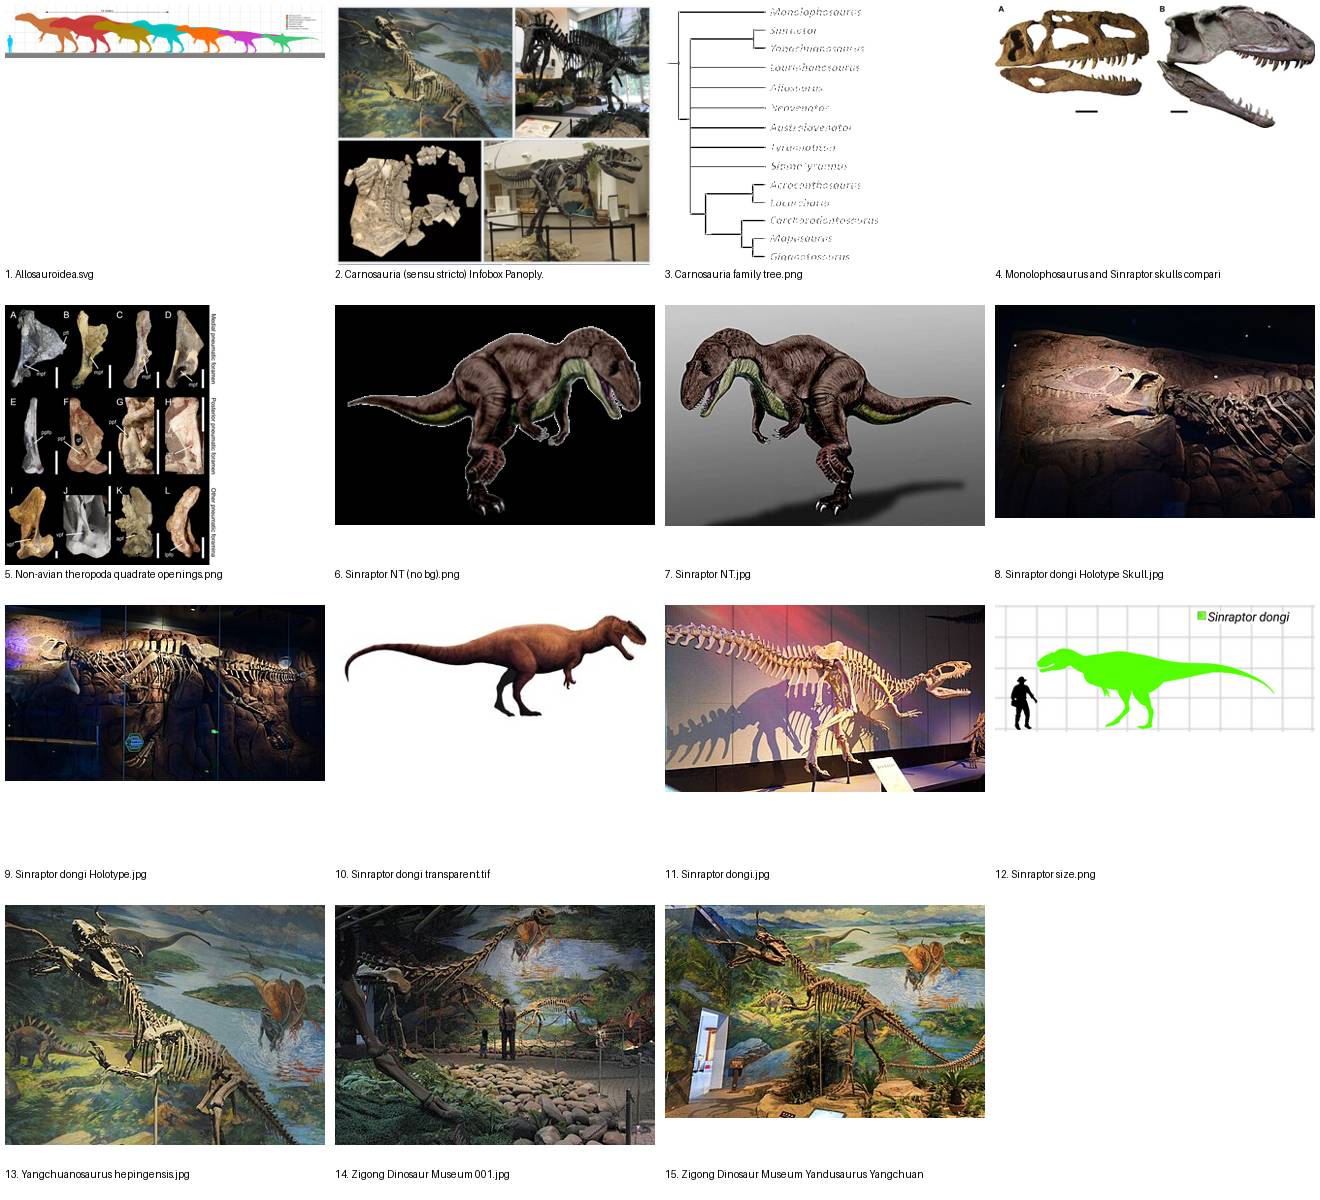 1. Allosauroidea.svg
2. Carnosauria (sensu stricto) Infobox Panoply.
Monolophosaurus
Sinraptor
Yangchuanosaurus
Lourinhanosaurus
Allosaurus
Neovenator
Australovenator
Siamotyrannus
Acrocanthosaurus
Carcharodontosaurus
Mapusaurus
Giganotosaurus
3. Carnosauria family tree.png
A
B
4. Monolophosaurus and Sinraptor skulls compari
A B C D
Medial pneumatic foramen
E F G H
Posterior pneumatic foramen
I J K L
Other pneumatic foramina
5. Non-avian theropoda quadrate openings.png
6. Sinraptor NT (no bg).png
7. Sinraptor NT.jpg
8. Sinraptor dongi Holotype Skull.jpg
9. Sinraptor dongi Holotype.jpg
10. Sinraptor dongi transparent.tif
11. Sinraptor dongi.jpg
Sinraptor dongi
12. Sinraptor size.png
13. Yangchuanosaurus hepingensis.jpg
14. Zigong Dinosaur Museum 001.jpg
15. Zigong Dinosaur Museum Yandusaurus Yangchuan